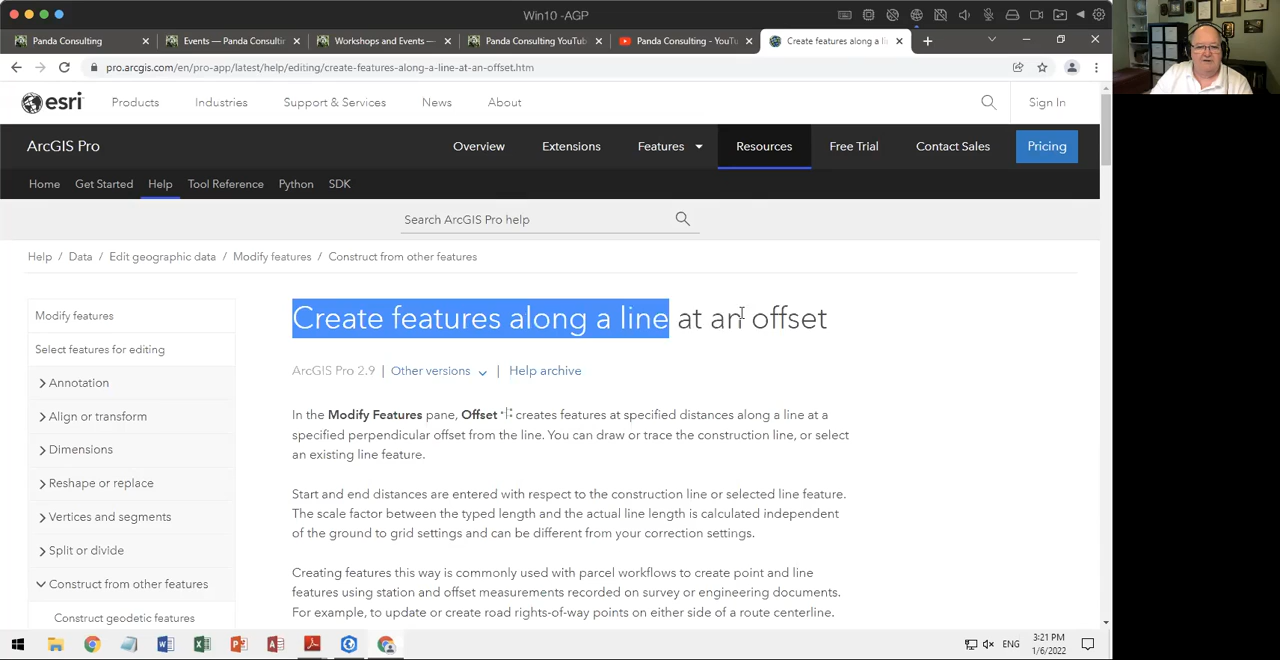 Win10 -AGP
Panda Consulting
Events — Panda Consultin
Workshops and Events —
Panda Consulting YouTub
Panda Consulting - YouTu
Create features along a li
pro.arcgis.com/en/pro-app/latest/help/editing/create-features-along-a-line-at-an-offset.htm
esri
Products
Industries
Support & Services
News
About
Sign In
ArcGIS Pro
Overview
Extensions
Features
Resources
Free Trial
Contact Sales
Pricing
Home
Get Started
Help
Tool Reference
Python
SDK
Search ArcGIS Pro help
Help / Data / Edit geographic data / Modify features / Construct from other features
Modify features
Select features for editing
Annotation
Align or transform
Dimensions
Reshape or replace
Vertices and segments
Split or divide
Construct from other features
Construct geodetic features
Create features along a line at an offset
ArcGIS Pro 2.9 | Other versions | Help archive
In the Modify Features pane, Offset creates features at specified distances along a line at a
specified perpendicular offset from the line. You can draw or trace the construction line, or select
an existing line feature.
Start and end distances are entered with respect to the construction line or selected line feature.
The scale factor between the typed length and the actual line length is calculated independent
of the ground to grid settings and can be different from your correction settings.
Creating features this way is commonly used with parcel workflows to create point and line
features using station and offset measurements recorded on survey or engineering documents.
For example, to update or create road rights-of-way points on either side of a route centerline.
ENG
3:21 PM
1/6/2022